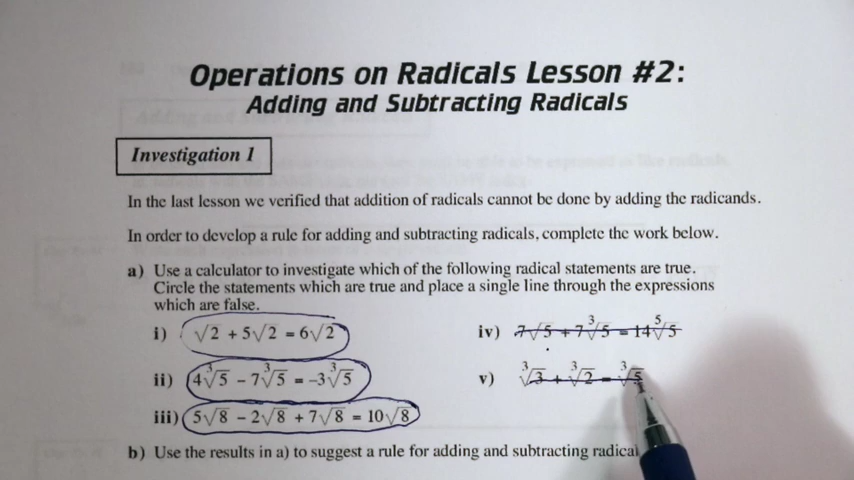 Operations on Radicals Lesson #2:
Adding and Subtracting Radicals
Investigation 1
In the last lesson we verified that addition of radicals cannot be done by adding the radicands.
In order to develop a rule for adding and subtracting radicals, complete the work below.
a) Use a calculator to investigate which of the following radical statements are true.
Circle the statements which are true and place a single line through the expressions
which are false.
i) √2 + 5√2 = 6√2
ii) 4∛5 − 7∛5 = −3∛5
iii) 5√8 − 2√8 + 7√8 = 10√8
iv) 7√5 + 7∛5 = 14⁵√5
v) ∛3 + ∛2 = ∛5
b) Use the results in a) to suggest a rule for adding and subtracting